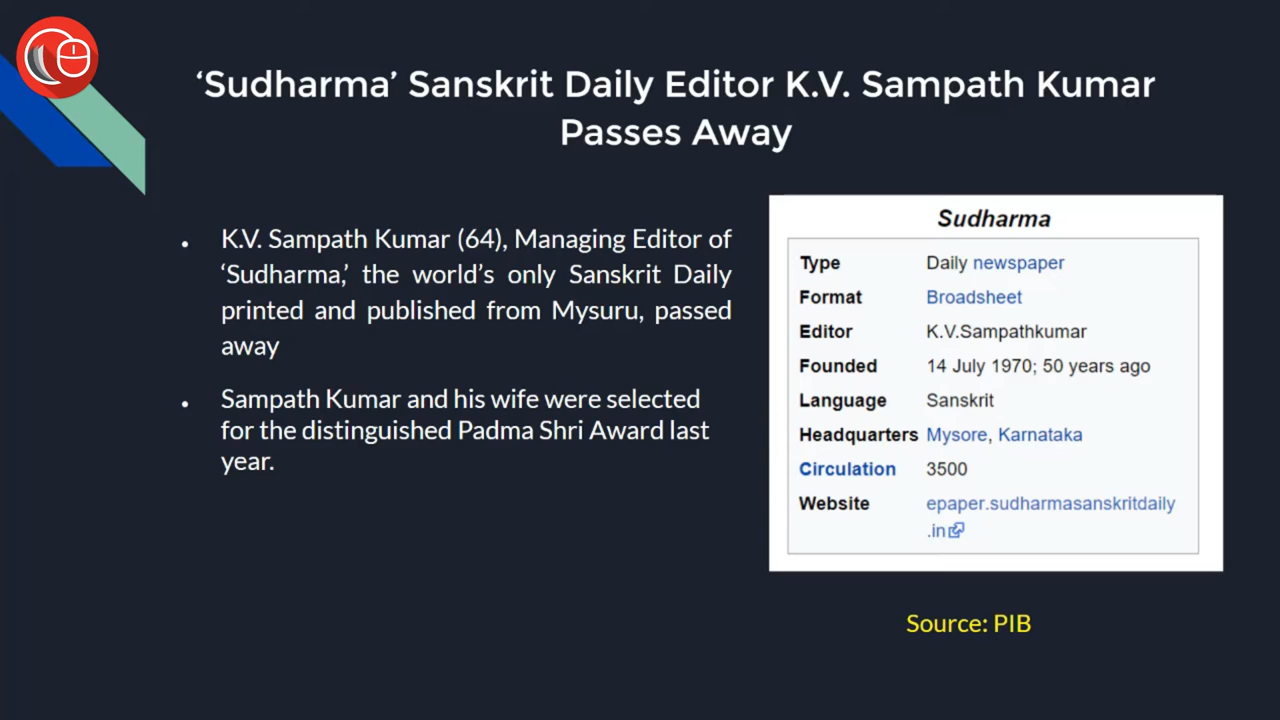 ‘Sudharma’ Sanskrit Daily Editor K.V. Sampath Kumar
Passes Away
• K.V. Sampath Kumar (64), Managing Editor of
‘Sudharma,’ the world’s only Sanskrit Daily
printed and published from Mysuru, passed
away
• Sampath Kumar and his wife were selected
for the distinguished Padma Shri Award last
year.
Sudharma
Type Daily newspaper
Format Broadsheet
Editor K.V.Sampathkumar
Founded 14 July 1970; 50 years ago
Language Sanskrit
Headquarters Mysore, Karnataka
Circulation 3500
Website epaper.sudharmasanskritdaily
.in
Source: PIB